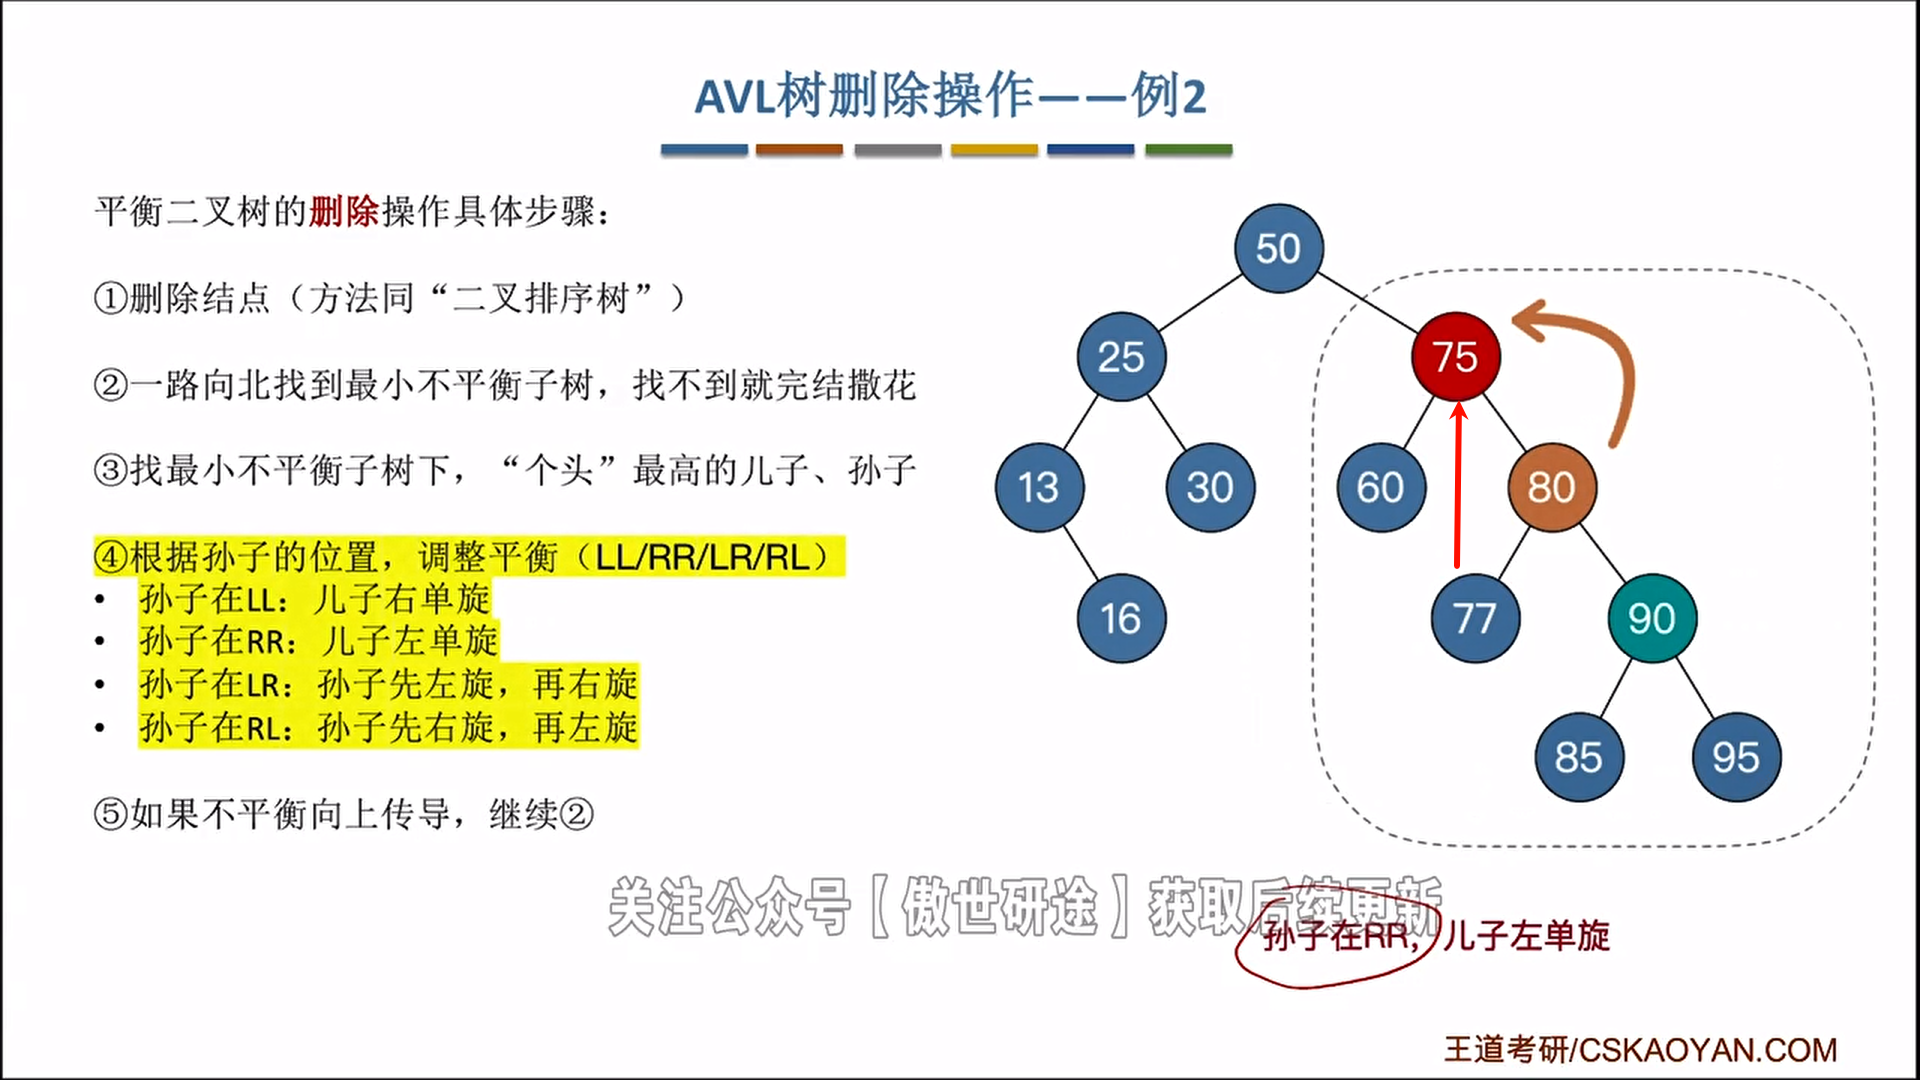 AVL树删除操作——例2
平衡二叉树的删除操作具体步骤：
①删除结点（方法同“二叉排序树”）
②一路向北找到最小不平衡子树，找不到就完结撒花
③找最小不平衡子树下，“个头”最高的儿子、孙子
④根据孙子的位置，调整平衡（LL/RR/LR/RL）
• 孙子在LL：儿子右单旋
• 孙子在RR：儿子左单旋
• 孙子在LR：孙子先左旋，再右旋
• 孙子在RL：孙子先右旋，再左旋
⑤如果不平衡向上传导，继续②
50
25
75
13
30
60
80
16
77
90
85
95
关注公众号【傲世研途】获取后续更新
孙子在RR，儿子左单旋
王道考研/CSKAOYAN.COM